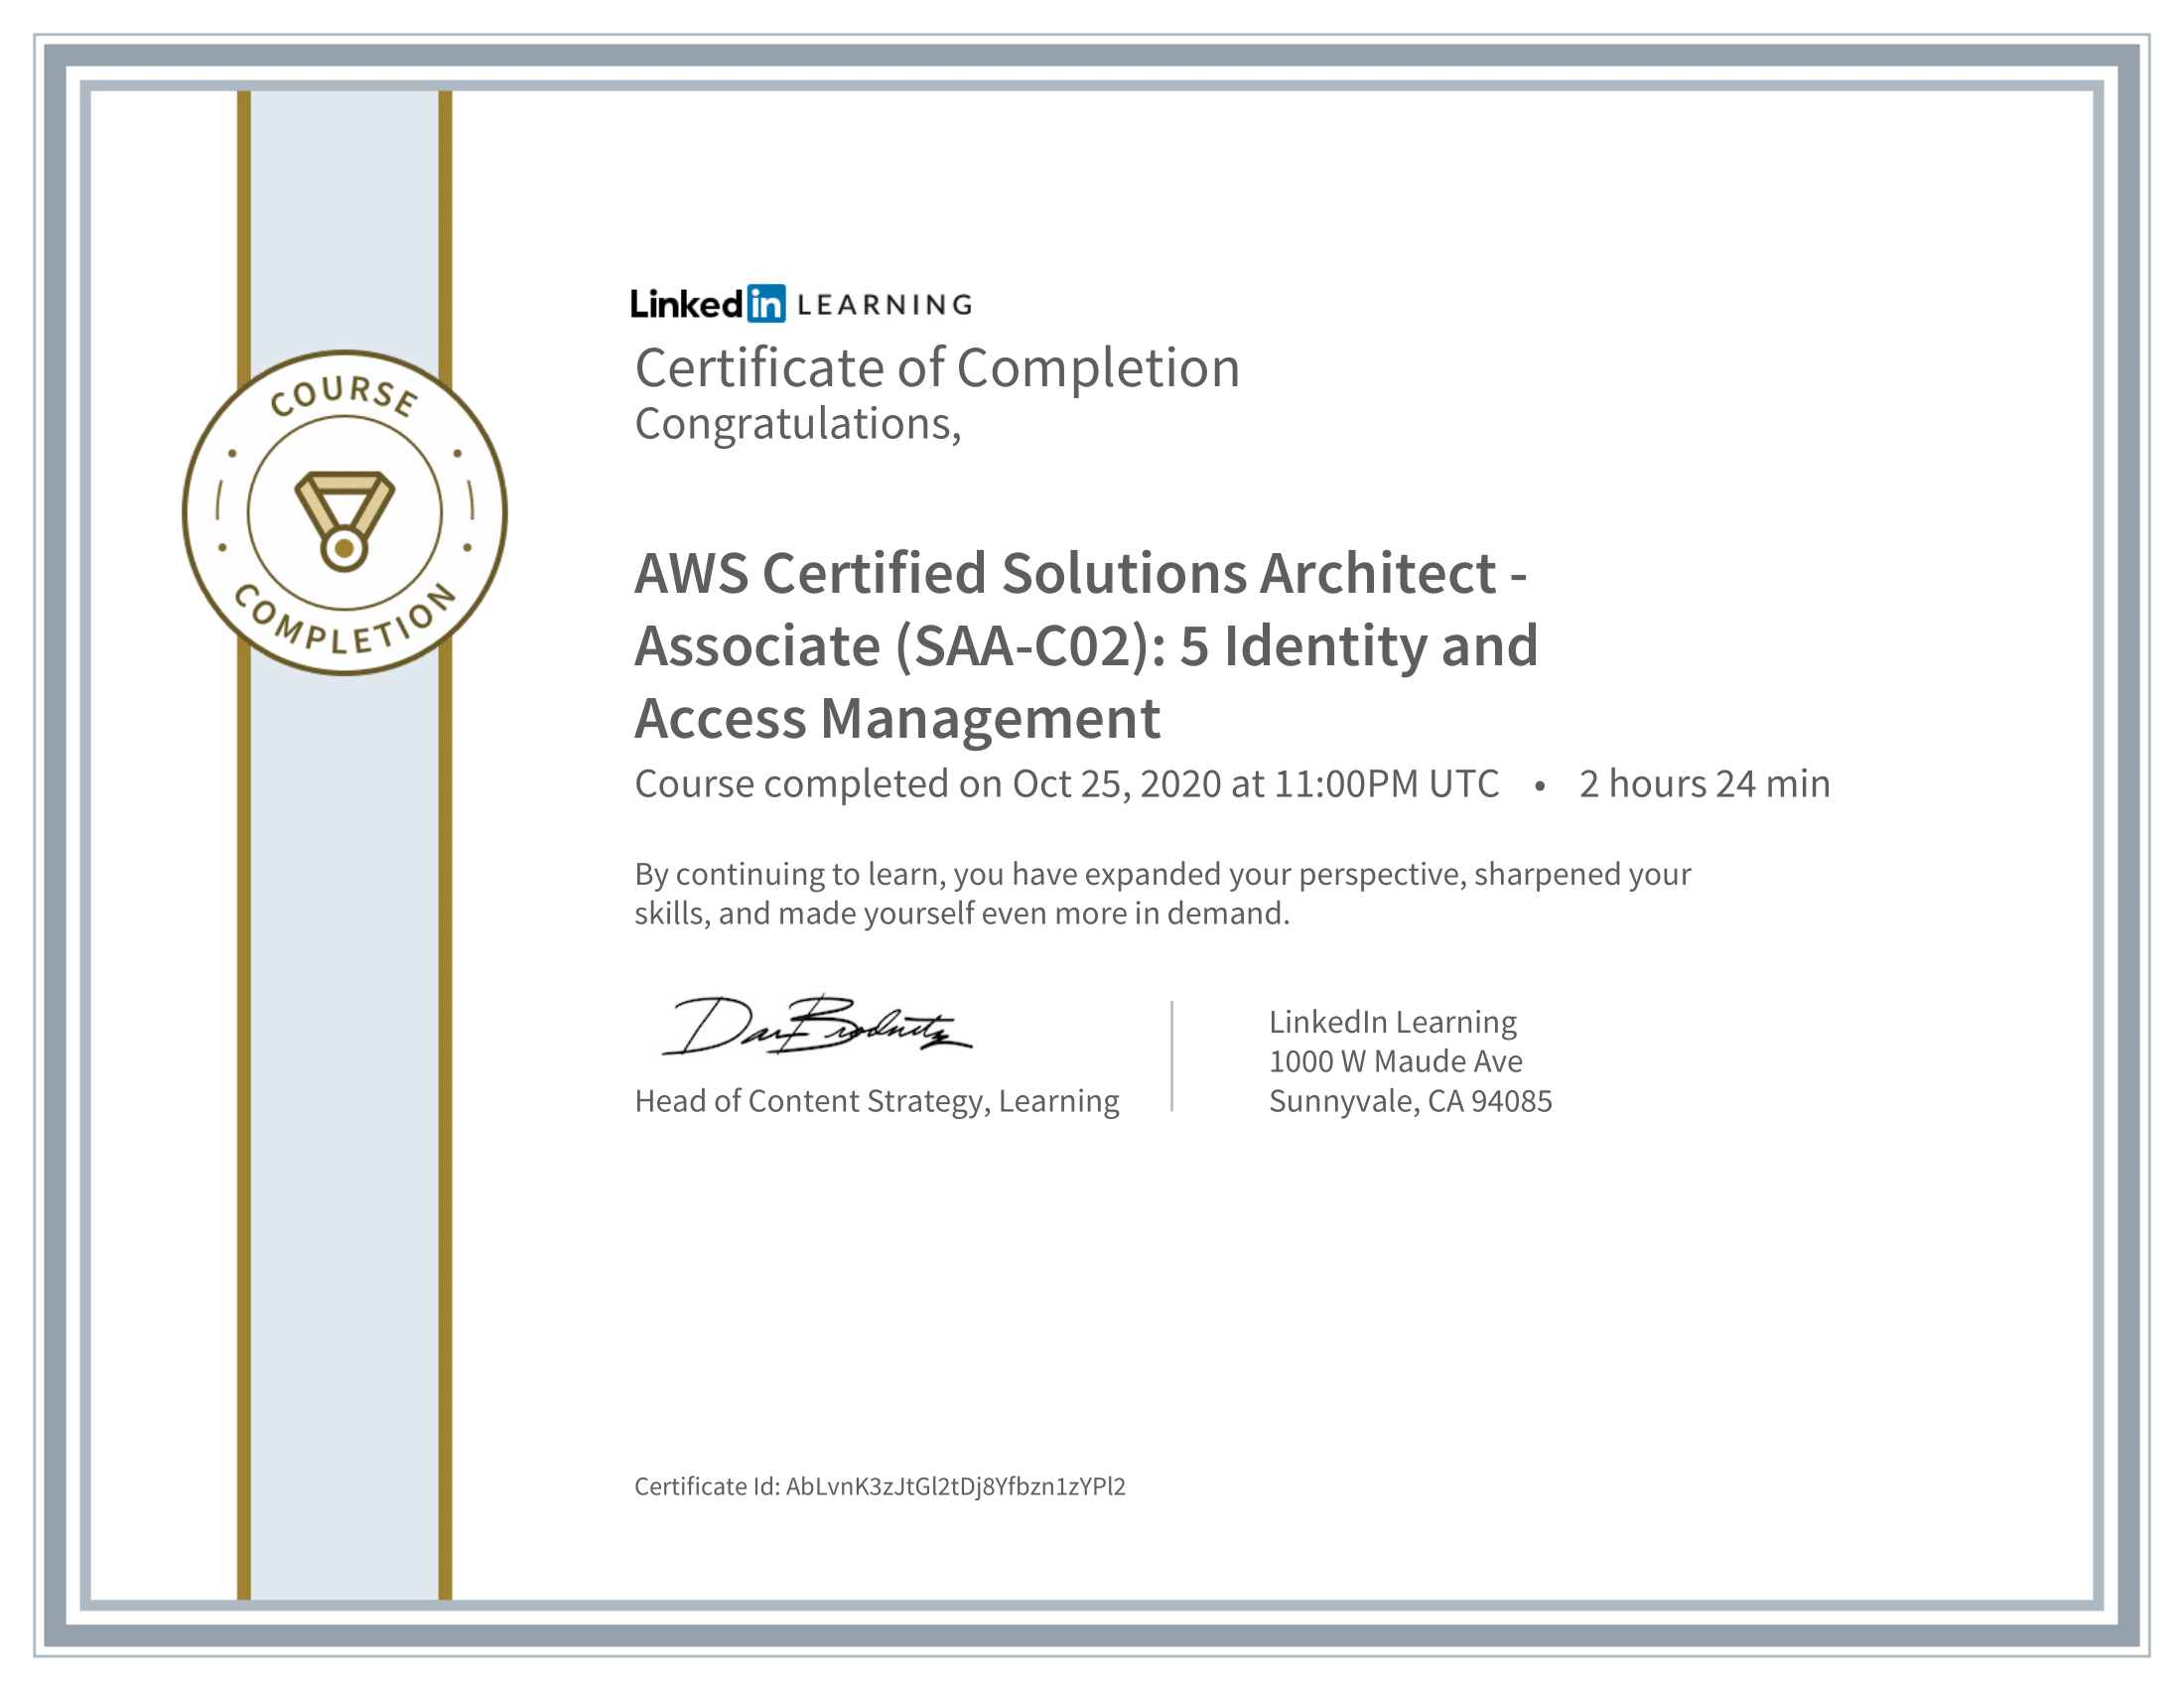 COURSE
COMPLETION
Linked in LEARNING
Certificate of Completion
Congratulations,
AWS Certified Solutions Architect -
Associate (SAA-C02): 5 Identity and
Access Management
Course completed on Oct 25, 2020 at 11:00PM UTC • 2 hours 24 min
By continuing to learn, you have expanded your perspective, sharpened your
skills, and made yourself even more in demand.
Head of Content Strategy, Learning
LinkedIn Learning
1000 W Maude Ave
Sunnyvale, CA 94085
Certificate Id: AbLvnK3zJtGl2tDj8Yfbzn1zYPl2